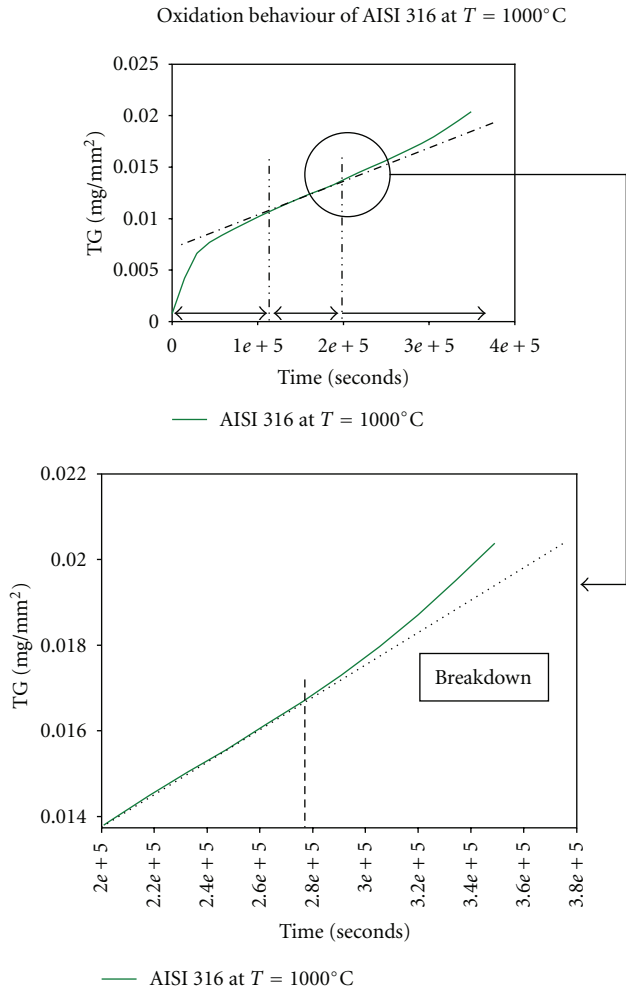 Oxidation behaviour of AISI 316 at T = 1000°C
TG (mg/mm²)
0.025
0.02
0.015
0.01
0.005
0
0 1e + 5 2e + 5 3e + 5 4e + 5
Time (seconds)
AISI 316 at T = 1000°C
TG (mg/mm²)
0.022
0.02
0.018
0.016
0.014
Breakdown
2e + 5 2.2e + 5 2.4e + 5 2.6e + 5 2.8e + 5 3e + 5 3.2e + 5 3.4e + 5 3.6e + 5 3.8e + 5
Time (seconds)
AISI 316 at T = 1000°C